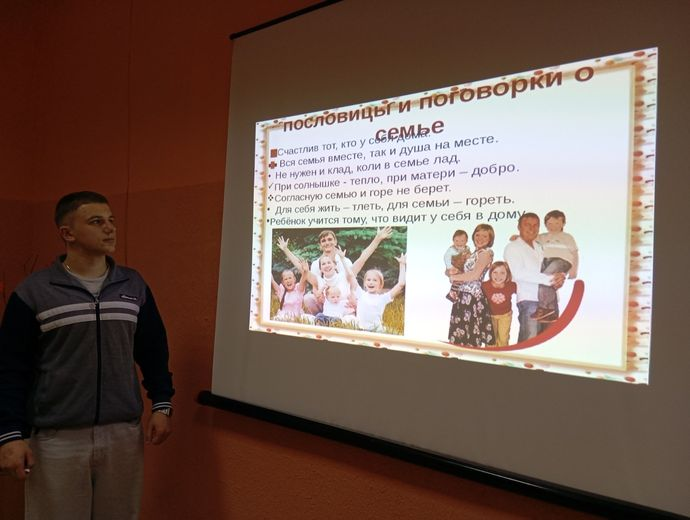 пословицы и поговорки о
семье
Счастлив тот, кто у себя дома.
Вся семья вместе, так и душа на месте.
Не нужен и клад, коли в семье лад.
При солнышке - тепло, при матери – добро.
Согласную семью и горе не берет.
Для себя жить – тлеть, для семьи – гореть.
Ребёнок учится тому, что видит у себя в дому